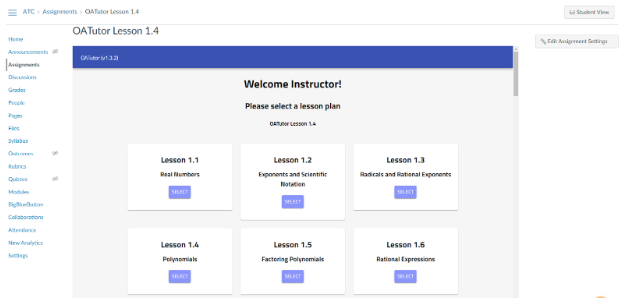 ATC › Assignments › OATutor Lesson 1.4
Student View
OATutor Lesson 1.4
Edit Assignment Settings
Home
Announcements
Assignments
Discussions
Grades
People
Pages
Files
Syllabus
Outcomes
Rubrics
Quizzes
Modules
BigBlueButton
Collaborations
Attendance
New Analytics
Settings
OATutor (v1.3.2)
Welcome Instructor!
Please select a lesson plan
OATutor Lesson 1.4
Lesson 1.1
Real Numbers
SELECT
Lesson 1.2
Exponents and Scientific
Notation
SELECT
Lesson 1.3
Radicals and Rational Exponents
SELECT
Lesson 1.4
Polynomials
SELECT
Lesson 1.5
Factoring Polynomials
SELECT
Lesson 1.6
Rational Expressions
SELECT